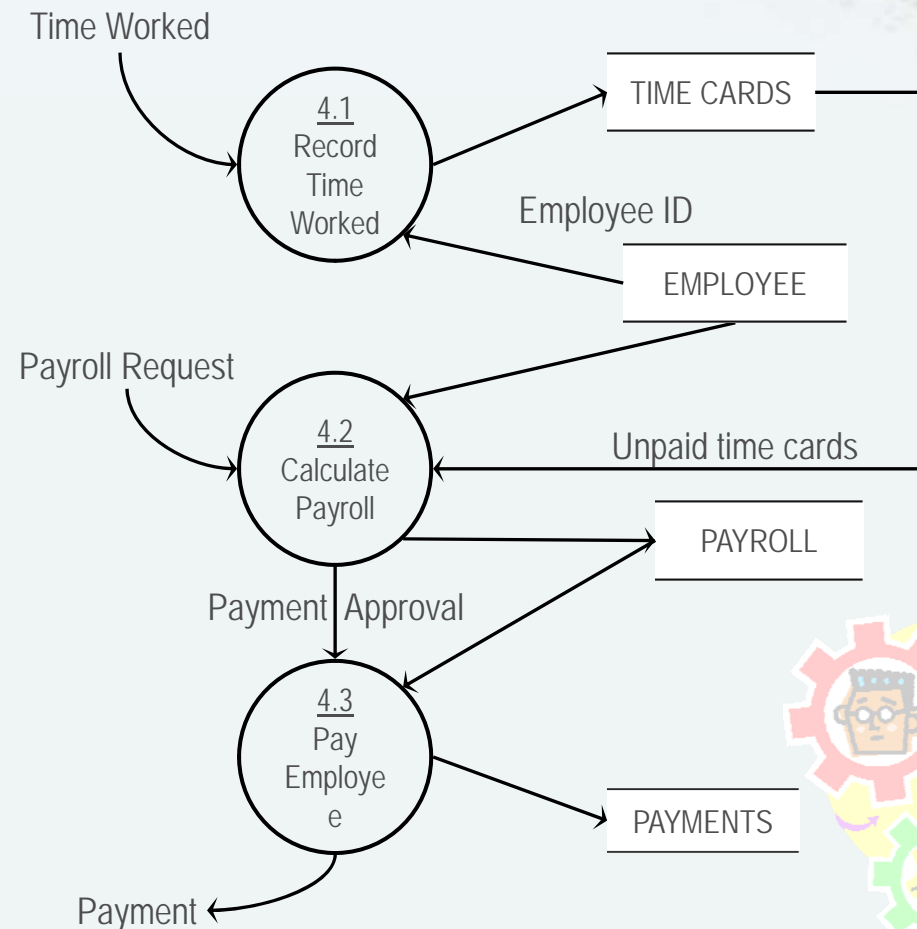 Time Worked
TIME CARDS
4.1
Record
Time
Worked
Employee ID
EMPLOYEE
Payroll Request
4.2
Calculate
Payroll
Unpaid time cards
PAYROLL
Payment Approval
4.3
Pay
Employe
e
PAYMENTS
Payment